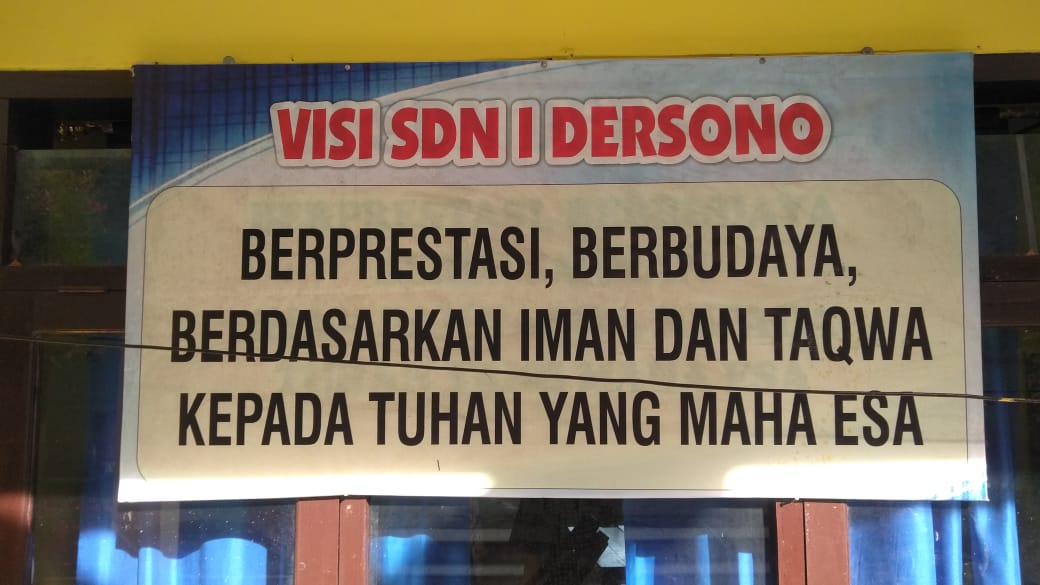 VISI SDN I DERSONO
BERPRESTASI, BERBUDAYA,
BERDASARKAN IMAN DAN TAQWA
KEPADA TUHAN YANG MAHA ESA